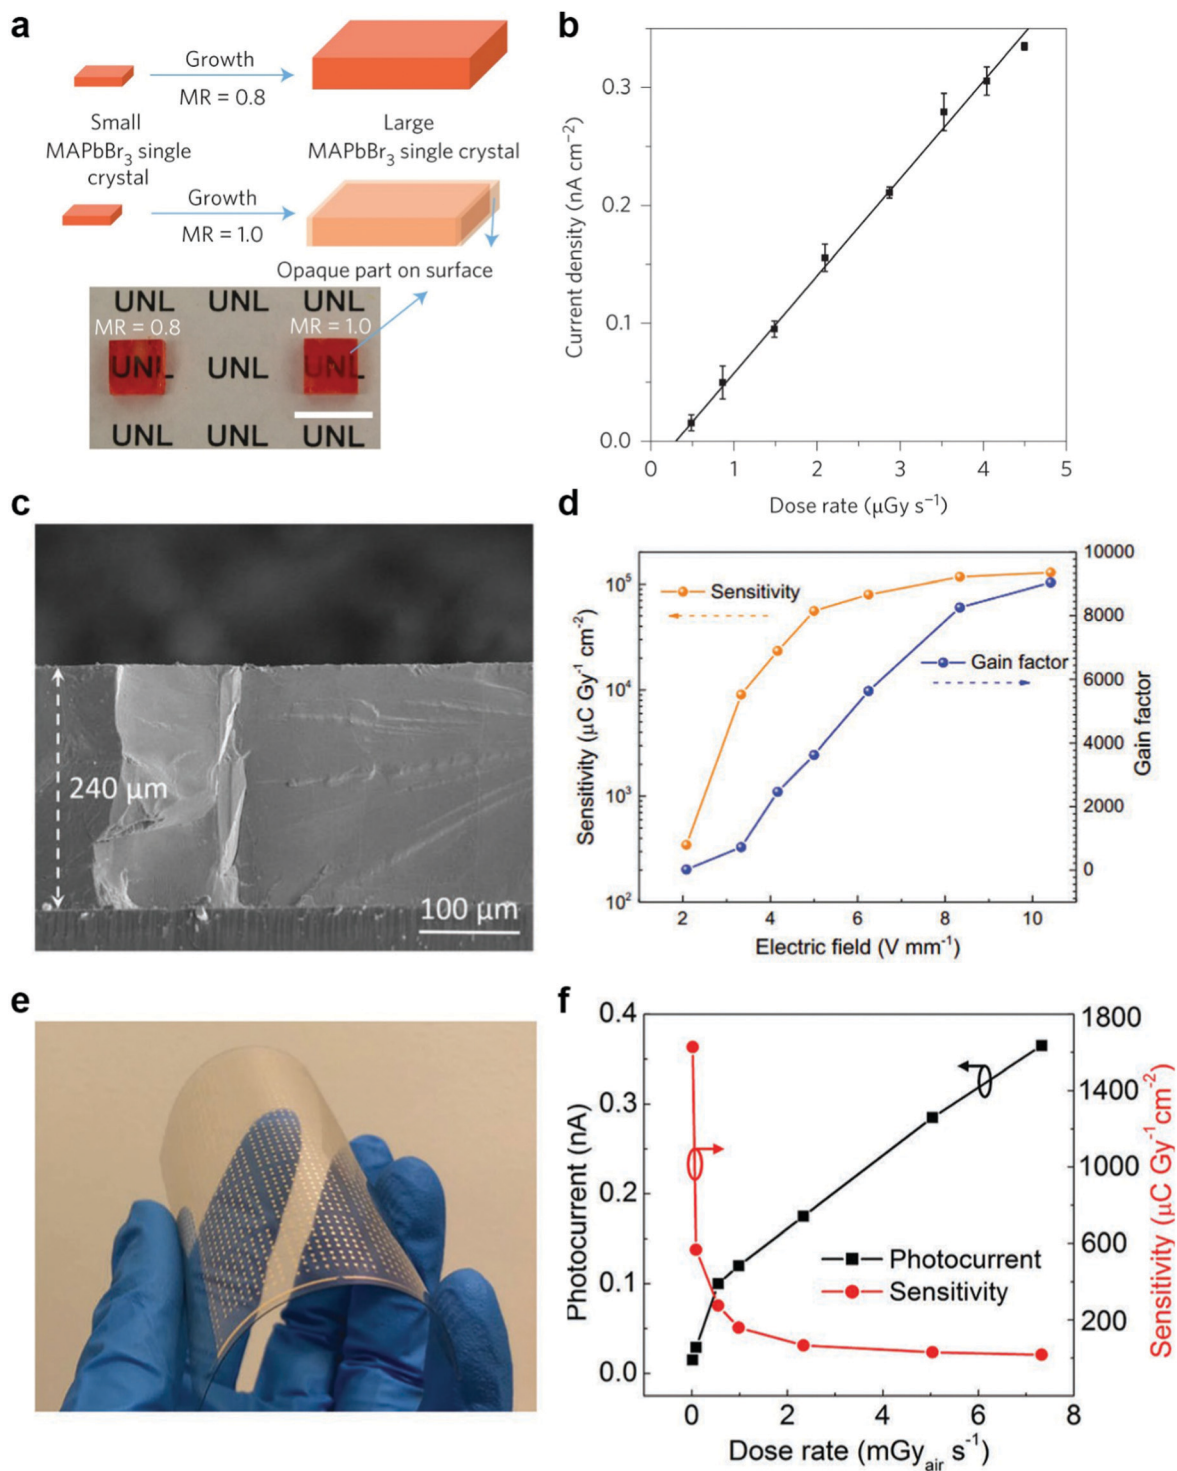 a
Growth
MR = 0.8
Small
MAPbBr₃ single
crystal
Large
MAPbBr₃ single crystal
Growth
MR = 1.0
Opaque part on surface
UNL UNL UNL
MR = 0.8 MR = 1.0
UNL UNL UNL
UNL UNL UNL
b
Current density (nA cm⁻²)
0.3
0.2
0.1
0.0
0 1 2 3 4 5
Dose rate (μGy s⁻¹)
c
240 μm
100 μm
d
Sensitivity (μC Gy⁻¹ cm⁻²)
10⁵
10⁴
10³
10²
Sensitivity
Gain factor
10000
8000
6000
4000
2000
0
Gain factor
2 4 6 8 10
Electric field (V mm⁻¹)
e
f
Photocurrent (nA)
0.4
0.3
0.2
0.1
0.0
Photocurrent
Sensitivity
1800
1400
1000
600
200
Sensitivity (μC Gy⁻¹cm⁻²)
0 2 4 6 8
Dose rate (mGyₐᵢᵣ s⁻¹)